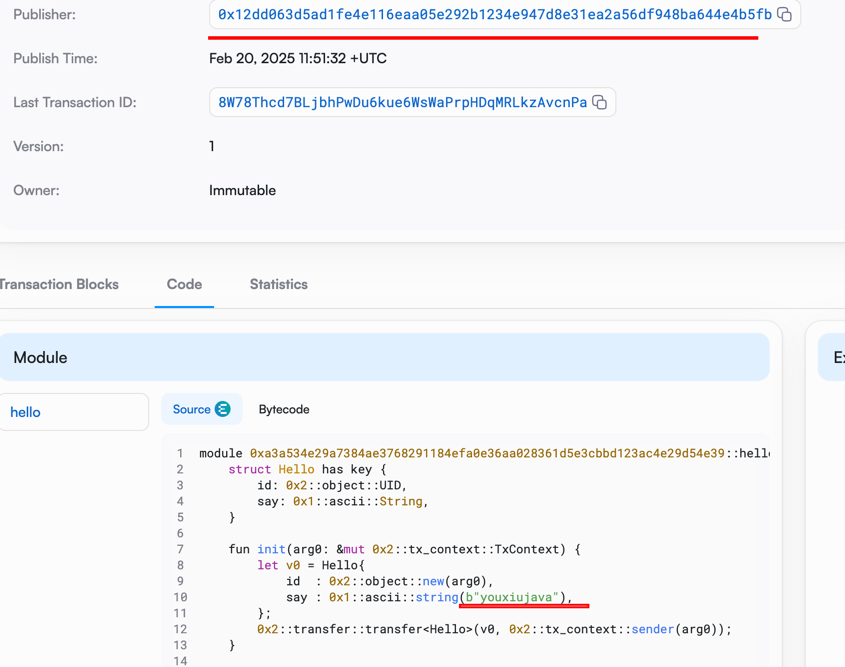 Publisher:
0x12dd063d5ad1fe4e116eaa05e292b1234e947d8e31ea2a56df948ba644e4b5fb
Publish Time:
Feb 20, 2025 11:51:32 +UTC
Last Transaction ID:
8W78Thcd7BLjbhPwDu6kue6WsWaPrpHDqMRLkzAvcnPa
Version:
1
Owner:
Immutable
Transaction Blocks Code Statistics
Module
hello
Source Bytecode
1 module 0xa3a534e29a7384ae3768291184efa0e36aa028361d5e3cbbd123ac4e29d54e39::hello
2 struct Hello has key {
3 id: 0x2::object::UID,
4 say: 0x1::ascii::String,
5 }
6
7 fun init(arg0: &mut 0x2::tx_context::TxContext) {
8 let v0 = Hello{
9 id : 0x2::object::new(arg0),
10 say : 0x1::ascii::string(b"youxiujava"),
11 };
12 0x2::transfer::transfer<Hello>(v0, 0x2::tx_context::sender(arg0));
13 }
14